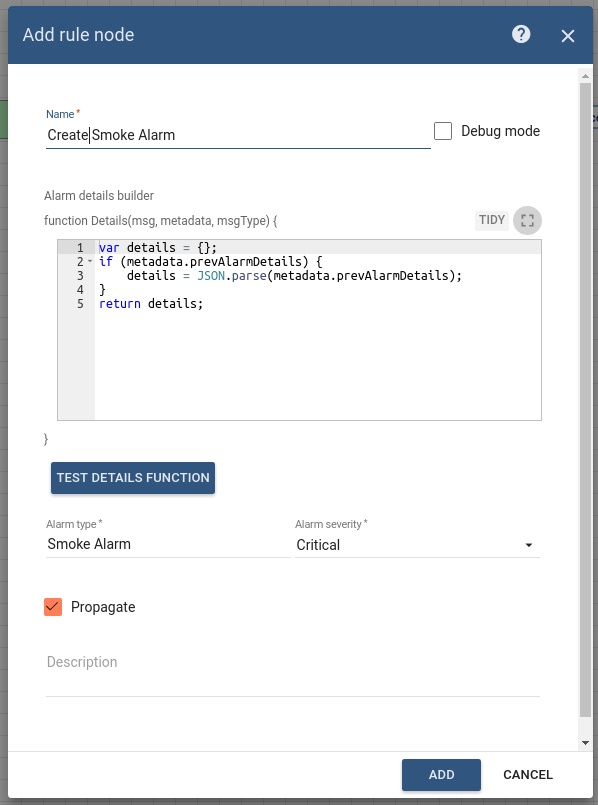 Add rule node
?
Name *
Create Smoke Alarm
Debug mode
Alarm details builder
function Details(msg, metadata, msgType) {
TIDY
1 var details = {};
2 if (metadata.prevAlarmDetails) {
3 details = JSON.parse(metadata.prevAlarmDetails);
4 }
5 return details;
}
TEST DETAILS FUNCTION
Alarm type *
Alarm severity *
Smoke Alarm
Critical
Propagate
Description
ADD
CANCEL